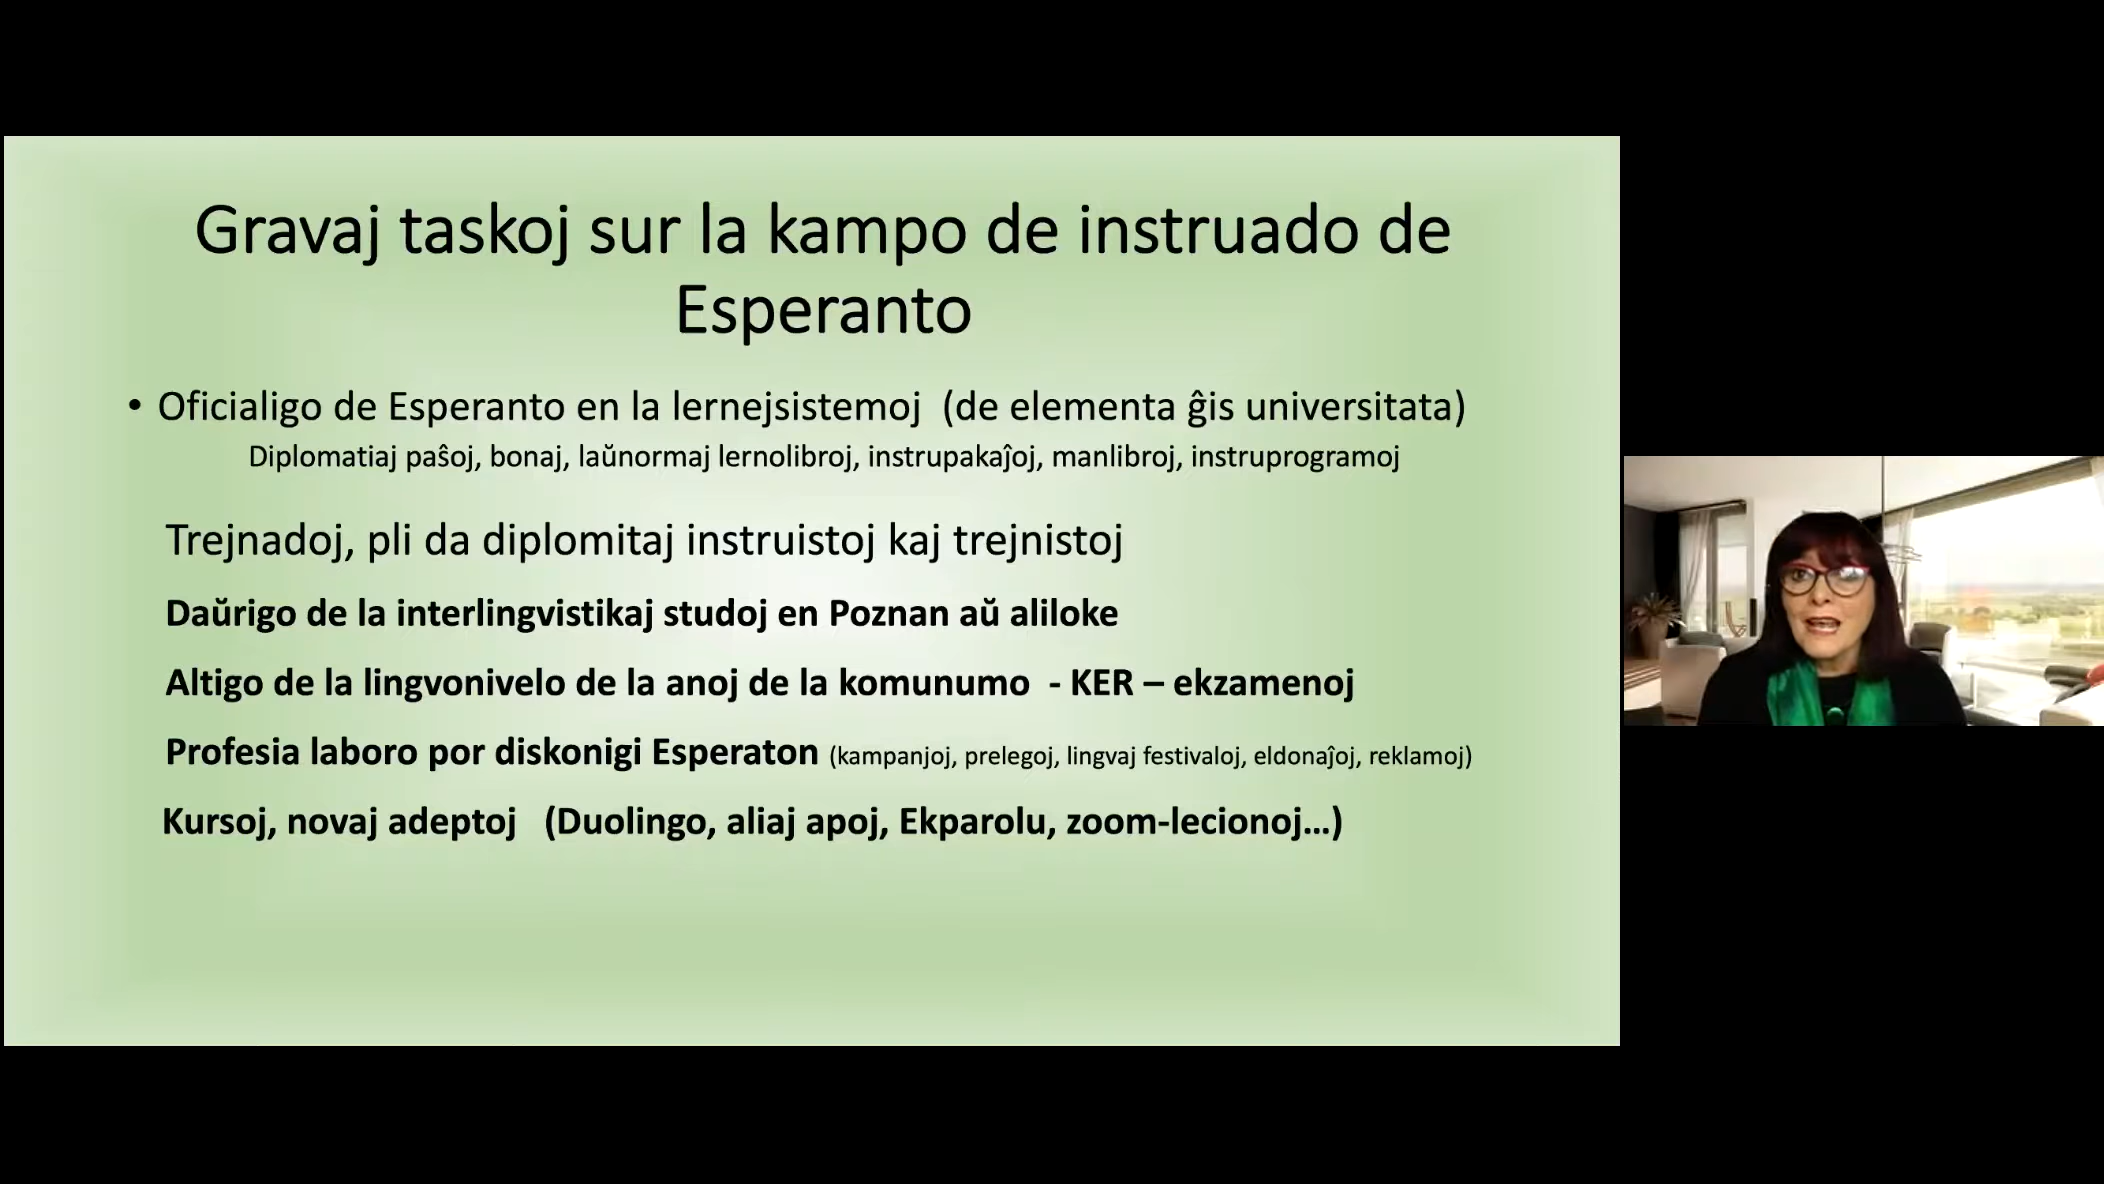 Gravaj taskoj sur la kampo de instruado de
Esperanto
• Oficialigo de Esperanto en la lernejsistemoj (de elementa ĝis universitata)
Diplomatiaj paŝoj, bonaj, laŭnormaj lernolibroj, instrupakaĵoj, manlibroj, instruprogramoj
Trejnadoj, pli da diplomitaj instruistoj kaj trejnistoj
Daŭrigo de la interlingvistikaj studoj en Poznan aŭ aliloke
Altigo de la lingvonivelo de la anoj de la komunumo - KER – ekzamenoj
Profesia laboro por diskonigi Esperaton (kampanjoj, prelegoj, lingvaj festivaloj, eldonaĵoj, reklamoj)
Kursoj, novaj adeptoj (Duolingo, aliaj apoj, Ekparolu, zoom-lecionoj…)